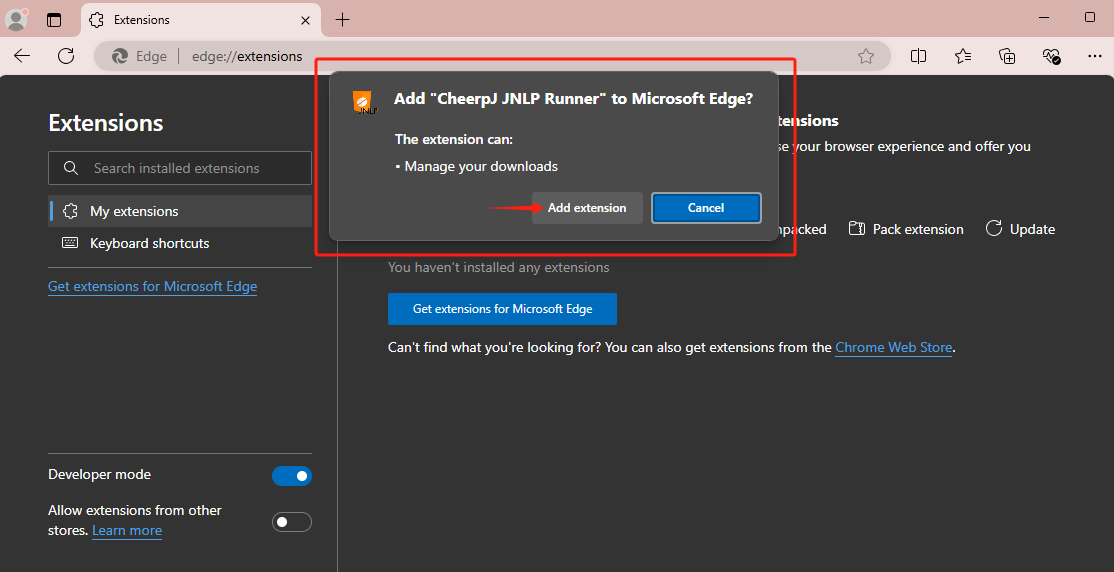 Extensions
Edge
edge://extensions
Add "CheerpJ JNLP Runner" to Microsoft Edge?
JNLP
The extension can:
• Manage your downloads
Add extension
Cancel
Extensions
Search installed extensions
My extensions
Keyboard shortcuts
Get extensions for Microsoft Edge
tensions
se your browser experience and offer you
npacked
Pack extension
Update
You haven't installed any extensions
Get extensions for Microsoft Edge
Can't find what you're looking for? You can also get extensions from the Chrome Web Store.
Developer mode
Allow extensions from other
stores. Learn more